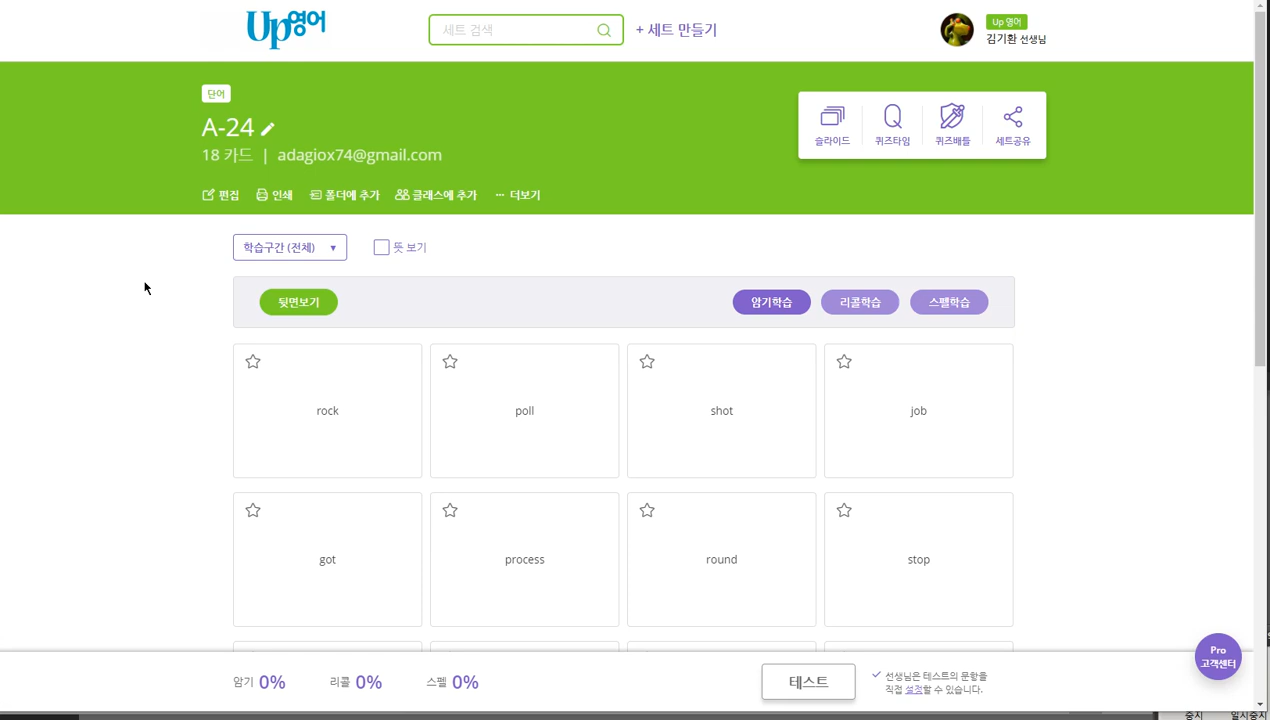 Up영어
세트 검색
+ 세트 만들기
Up 영어
김기환 선생님
단어
A-24
18 카드 | adagiox74@gmail.com
슬라이드
퀴즈타임
퀴즈배틀
세트공유
편집
인쇄
폴더에 추가
클래스에 추가
··· 더보기
학습구간 (전체) ▼
뜻 보기
뒷면보기
암기학습
리콜학습
스펠학습
rock
poll
shot
job
got
process
round
stop
Pro
고객센터
암기 0%
리콜 0%
스펠 0%
테스트
선생님은 테스트의 문항을
직접 설정할 수 있습니다.
중지
일시중지